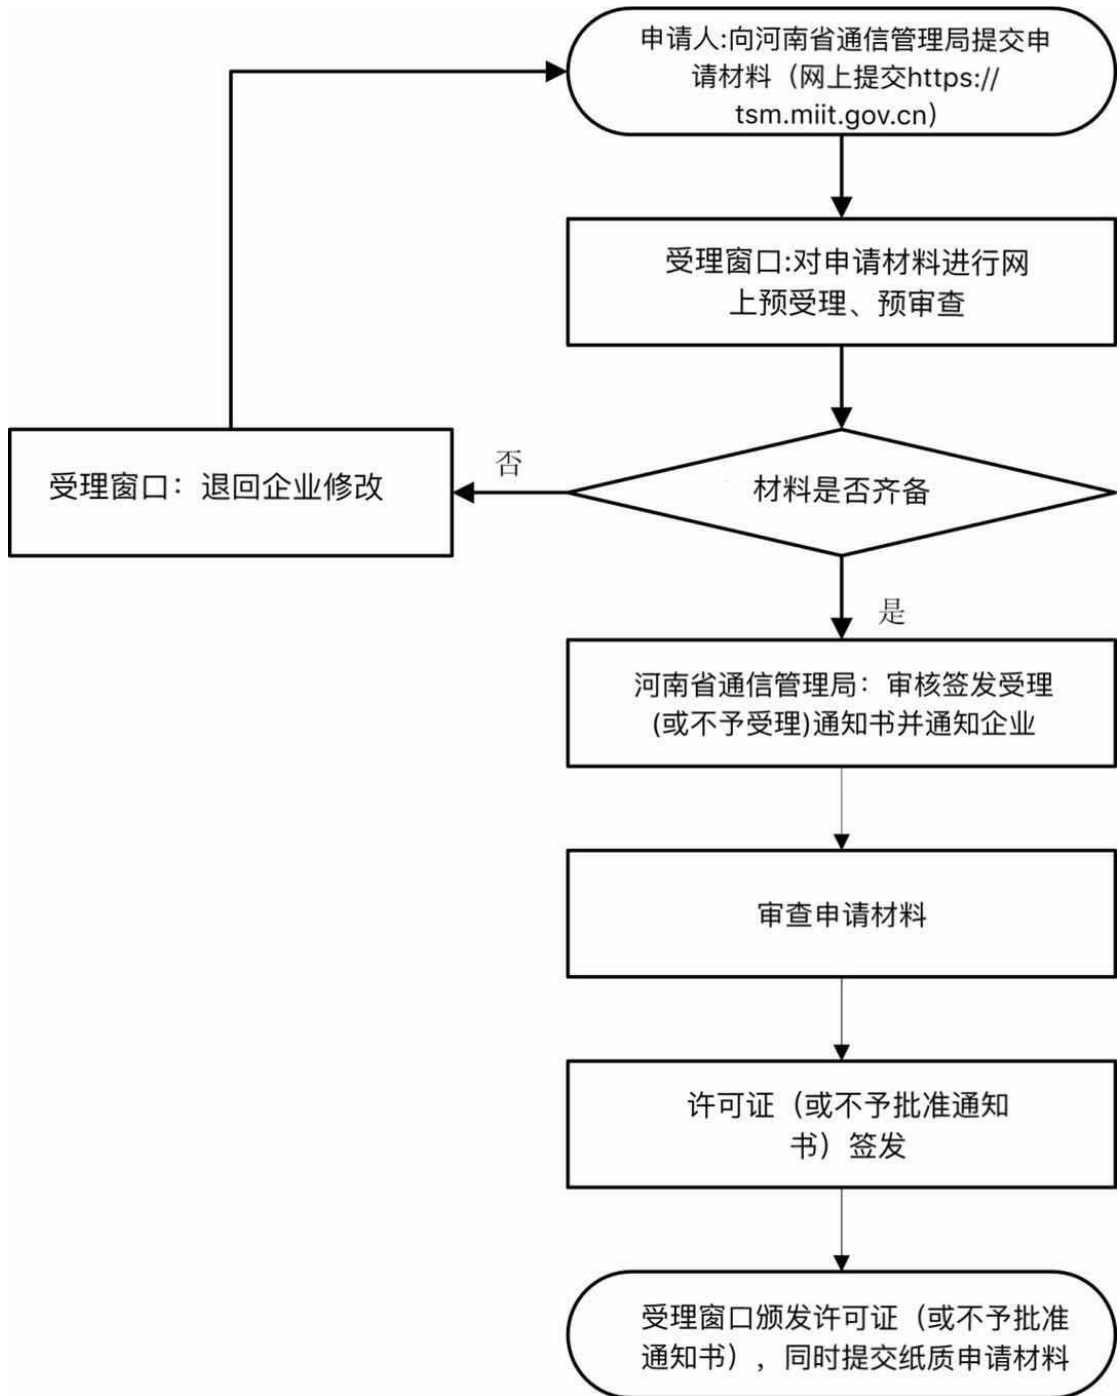 申请人:向河南省通信管理局提交申
请材料（网上提交https://
tsm.miit.gov.cn）
受理窗口:对申请材料进行网
上预受理、预审查
材料是否齐备
否
受理窗口：退回企业修改
是
河南省通信管理局：审核签发受理
(或不予受理)通知书并通知企业
审查申请材料
许可证（或不予批准通知
书）签发
受理窗口颁发许可证（或不予批准
通知书），同时提交纸质申请材料